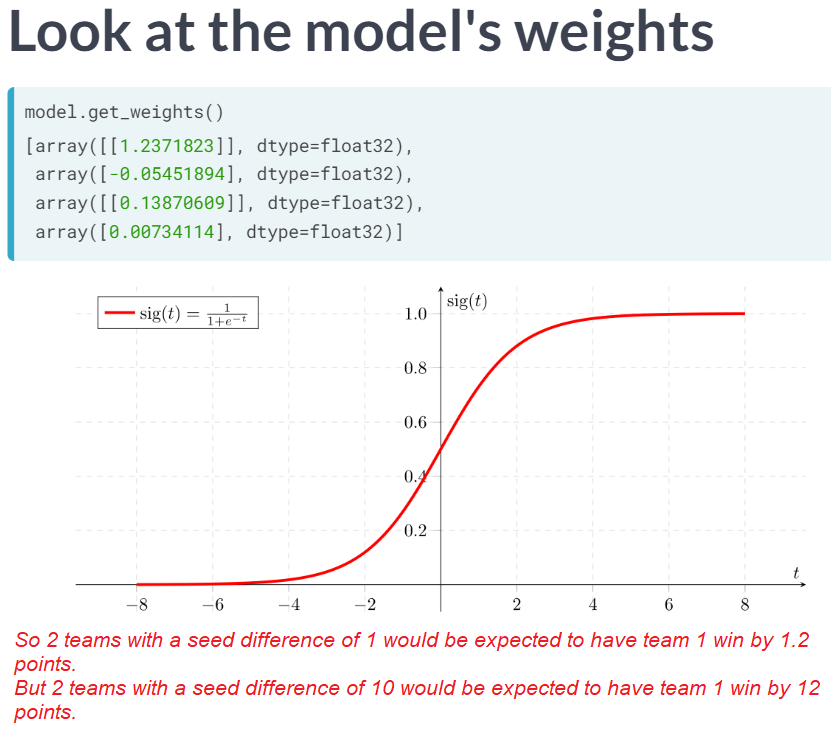 Look at the model's weights
model.get_weights()
[array([[1.2371823]], dtype=float32),
array([-0.05451894], dtype=float32),
array([[0.13870609]], dtype=float32),
array([0.00734114], dtype=float32)]
sig(t) = 1/(1+e^−t)
sig(t)
1.0
0.8
0.6
0.4
0.2
t
−8 −6 −4 −2 2 4 6 8
So 2 teams with a seed difference of 1 would be expected to have team 1 win by 1.2
points.
But 2 teams with a seed difference of 10 would be expected to have team 1 win by 12
points.